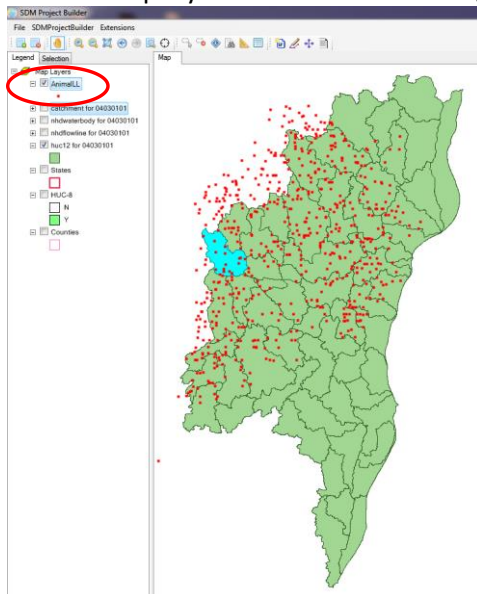 SDM Project Builder
File SDMProjectBuilder Extensions
Legend Selection
Map
Map Layers
AnimalLL
catchment for 04030101
nhdwaterbody for 04030101
nhdflowline for 04030101
huc12 for 04030101
States
HUC-8
N
Y
Counties